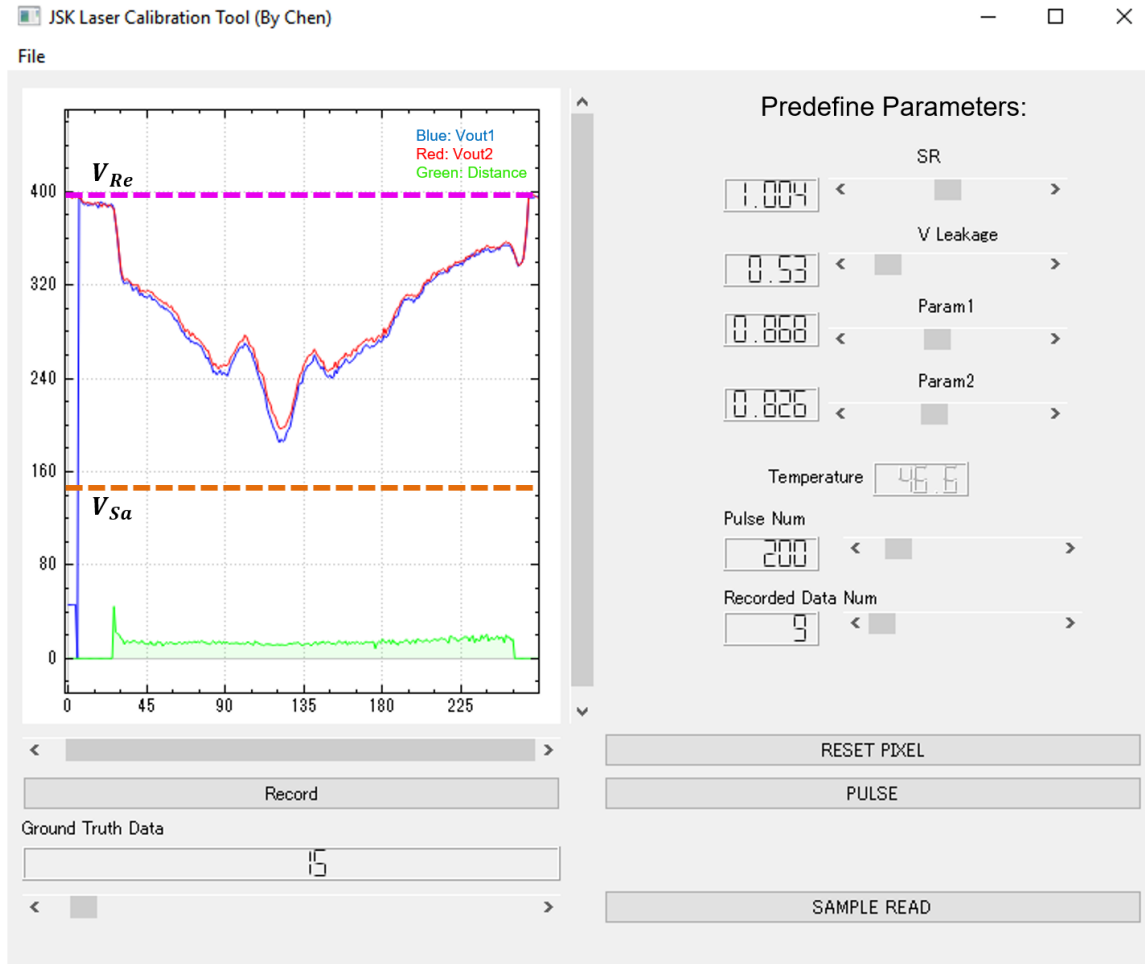 JSK Laser Calibration Tool (By Chen)
File
Blue: Vout1
Red: Vout2
Green: Distance
V_Re
V_Sa
400
320
240
160
80
0
0 45 90 135 180 225
Record
Ground Truth Data
15
Predefine Parameters:
SR
1.004
V Leakage
0.53
Param1
0.868
Param2
0.826
Temperature 46.6
Pulse Num
200
Recorded Data Num
9
RESET PIXEL
PULSE
SAMPLE READ